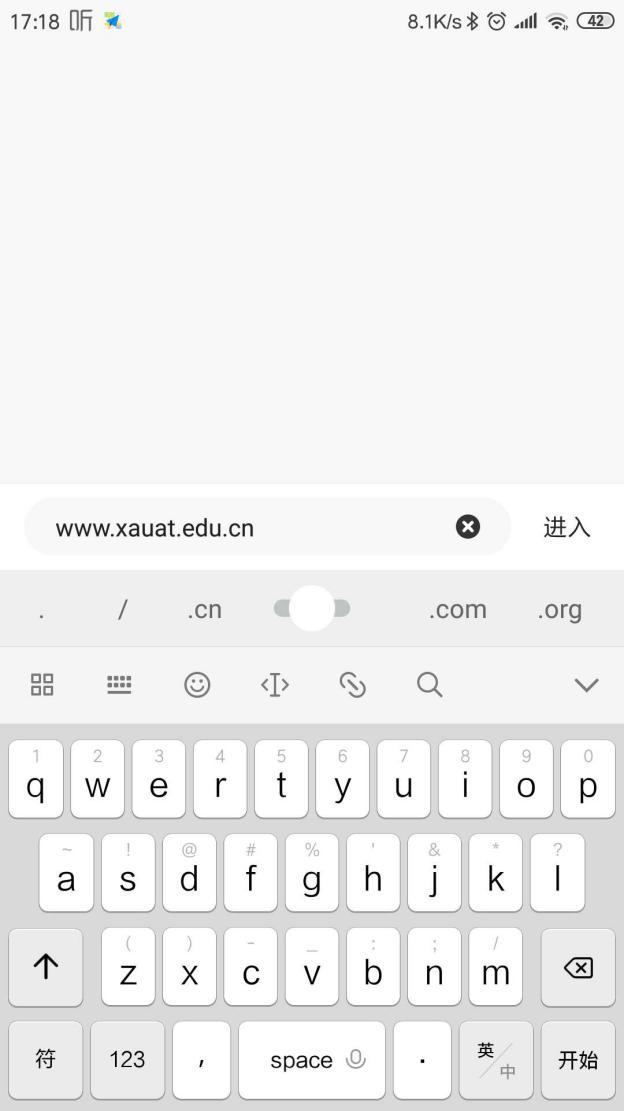 17:18 听 8.1K/s 42
www.xauat.edu.cn 进入
. / .cn .com .org
1 2 3 4 5 6 7 8 9 0
q w e r t y u i o p
~ ! @ # % ' & * ?
a s d f g h j k l
( ) - _ : ; /
z x c v b n m
符 123 , space . 英/中 开始